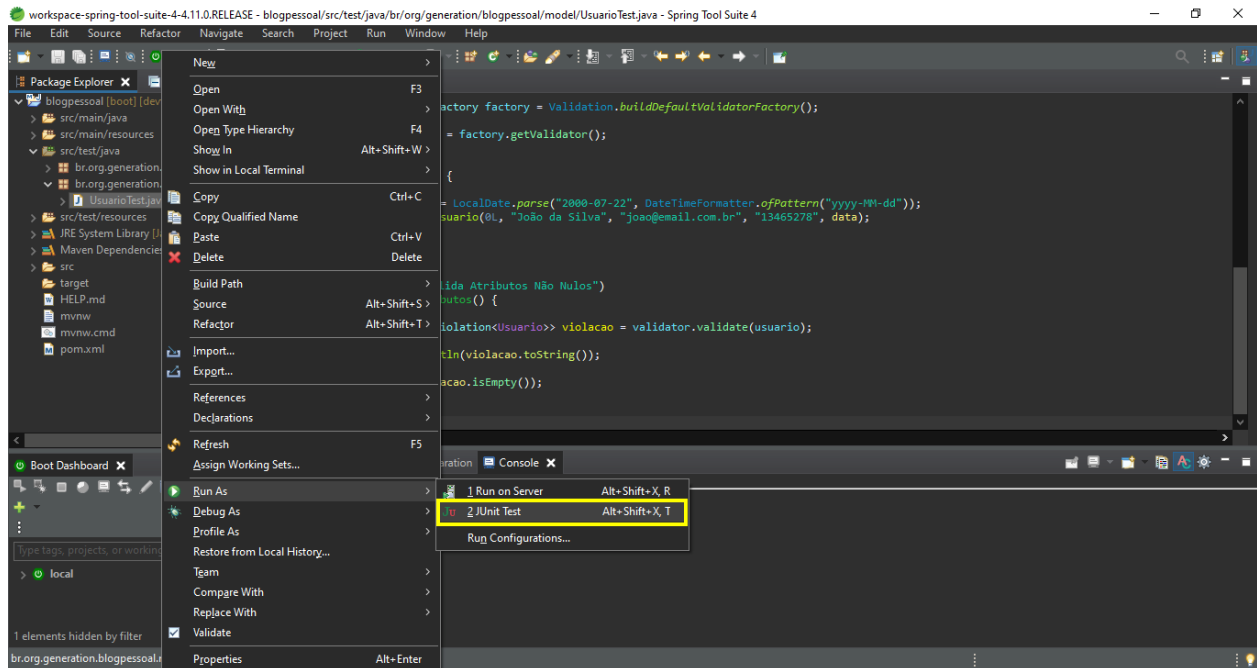 workspace-spring-tool-suite-4-4.11.0.RELEASE - blogpessoal/src/test/java/br/org/generation/blogpessoal/model/UsuarioTest.java - Spring Tool Suite 4
File Edit Source Refactor Navigate Search Project Run Window Help
Package Explorer
blogpessoal [boot] [dev
src/main/java
src/main/resources
src/test/java
br.org.generation.
br.org.generation.
UsuarioTest.jav
src/test/resources
JRE System Library [J
Maven Dependencies
src
target
HELP.md
mvnw
mvnw.cmd
pom.xml
New
Open F3
Open With
Open Type Hierarchy F4
Show In Alt+Shift+W
Show in Local Terminal
Copy Ctrl+C
Copy Qualified Name
Paste Ctrl+V
Delete Delete
Build Path
Source Alt+Shift+S
Refactor Alt+Shift+T
Import...
Export...
References
Declarations
Refresh F5
Assign Working Sets...
Run As
Debug As
Profile As
Restore from Local History...
Team
Compare With
Replace With
Validate
Properties Alt+Enter
1 Run on Server Alt+Shift+X, R
2 JUnit Test Alt+Shift+X, T
Run Configurations...
actory factory = Validation.buildDefaultValidatorFactory();
= factory.getValidator();
{
= LocalDate.parse("2000-07-22", DateTimeFormatter.ofPattern("yyyy-MM-dd"));
suario(0L, "João da Silva", "joao@email.com.br", "13465278", data);
lida Atributos Não Nulos")
butos() {
iolation<Usuario>> violacao = validator.validate(usuario);
tln(violacao.toString());
acao.isEmpty());
aration Console
Boot Dashboard
Type tags, projects, or working
local
1 elements hidden by filter
br.org.generation.blogpessoal.